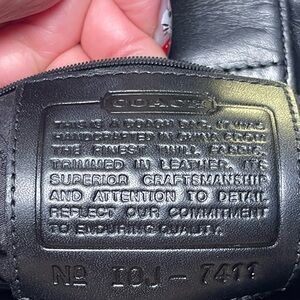 COACH
THIS IS A COACH BAG. IT WAS
HANDCRAFTED IN CHINA FROM
THE FINEST TWILL FABRIC,
TRIMMED IN LEATHER. ITS
SUPERIOR CRAFTSMANSHIP
AND ATTENTION TO DETAIL
REFLECT OUR COMMITMENT
TO ENDURING QUALITY.
Nº IOJ - 7411